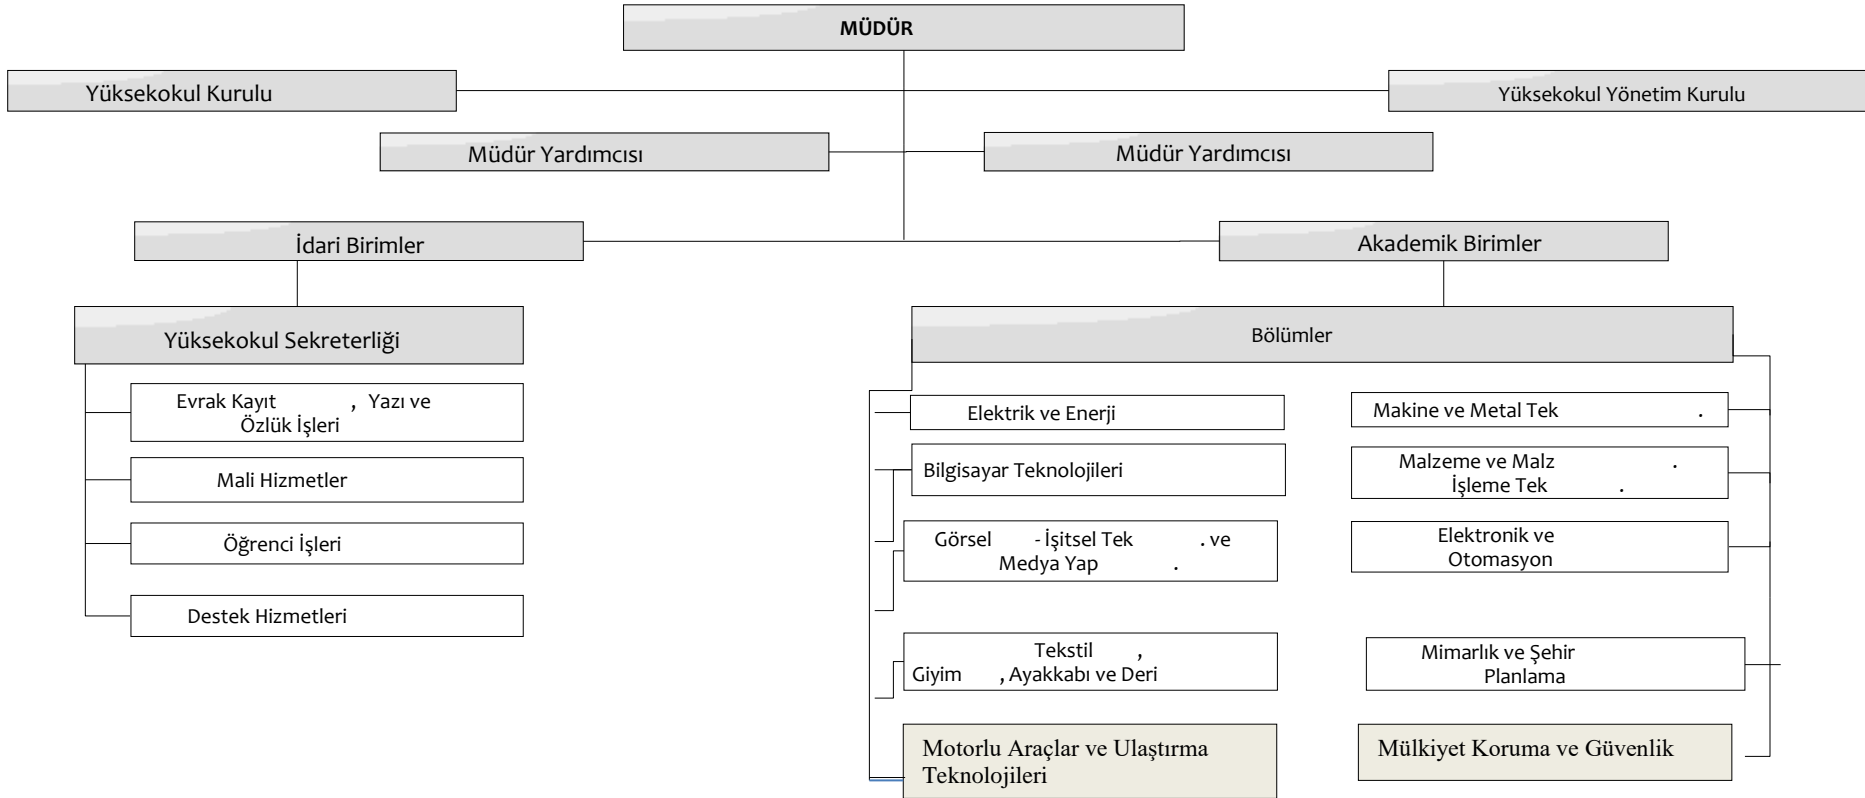 MÜDÜR
Yüksekokul Kurulu
Yüksekokul Yönetim Kurulu
Müdür Yardımcısı
Müdür Yardımcısı
İdari Birimler
Akademik Birimler
Yüksekokul Sekreterliği
Bölümler
Evrak Kayıt , Yazı ve
Özlük İşleri
Mali Hizmetler
Öğrenci İşleri
Destek Hizmetleri
Elektrik ve Enerji
Bilgisayar Teknolojileri
Görsel - İşitsel Tek . ve
Medya Yap .
Tekstil ,
Giyim , Ayakkabı ve Deri
Motorlu Araçlar ve Ulaştırma
Teknolojileri
Makine ve Metal Tek .
Malzeme ve Malz .
İşleme Tek .
Elektronik ve
Otomasyon
Mimarlık ve Şehir
Planlama
Mülkiyet Koruma ve Güvenlik